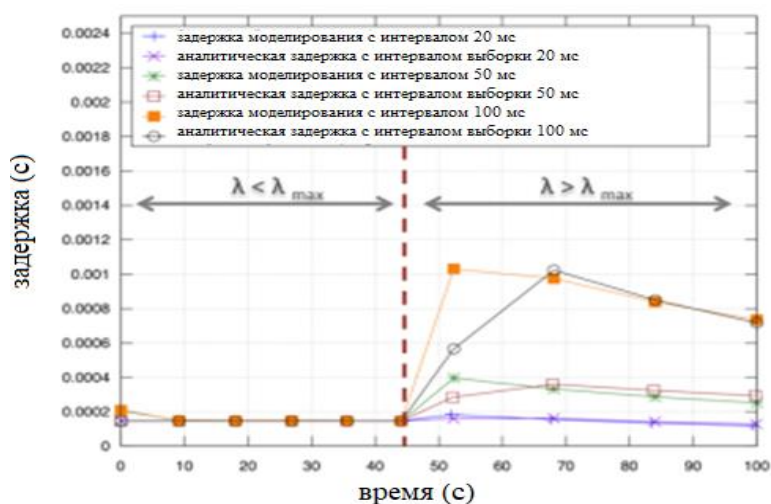 0.0024
0.0022
0.002
0.0018
0.0016
0.0014
0.0012
0.001
0.0008
0.0006
0.0004
0.0002
0
задержка моделирования с интервалом 20 мс
аналитическая задержка с интервалом выборки 20 мс
задержка моделирования с интервалом 50 мс
аналитическая задержка с интервалом выборки 50 мс
задержка моделирования с интервалом 100 мс
аналитическая задержка с интервалом выборки 100 мс
λ < λ max
λ > λ max
задержка (с)
0 10 20 30 40 50 60 70 80 90 100
время (с)